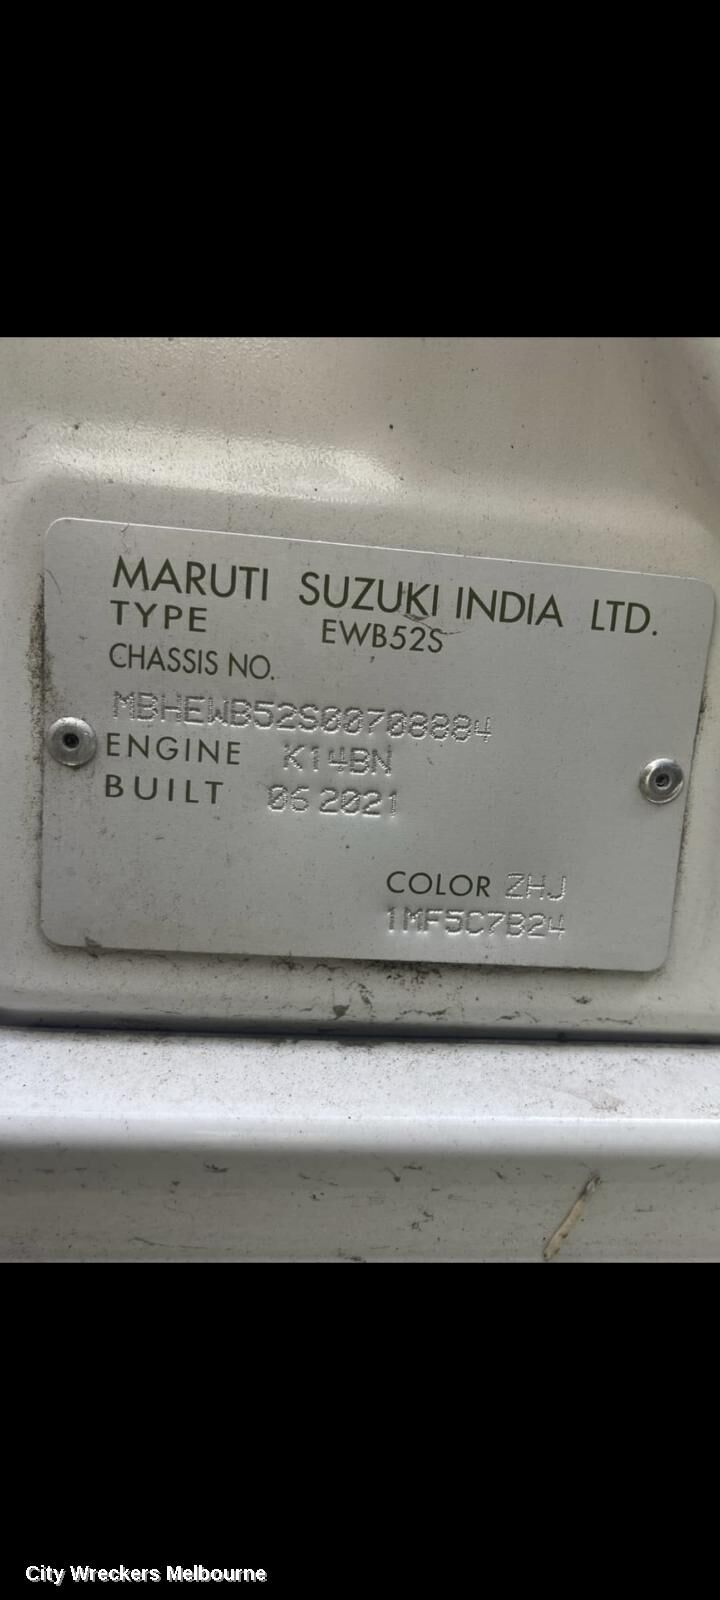 MARUTI SUZUKI INDIA LTD.
TYPE EWB52S
CHASSIS NO.
MBHEWB52S00708884
ENGINE K14BN
BUILT 06 2021
COLOR ZHJ
1MF5C7B24
City Wreckers Melbourne